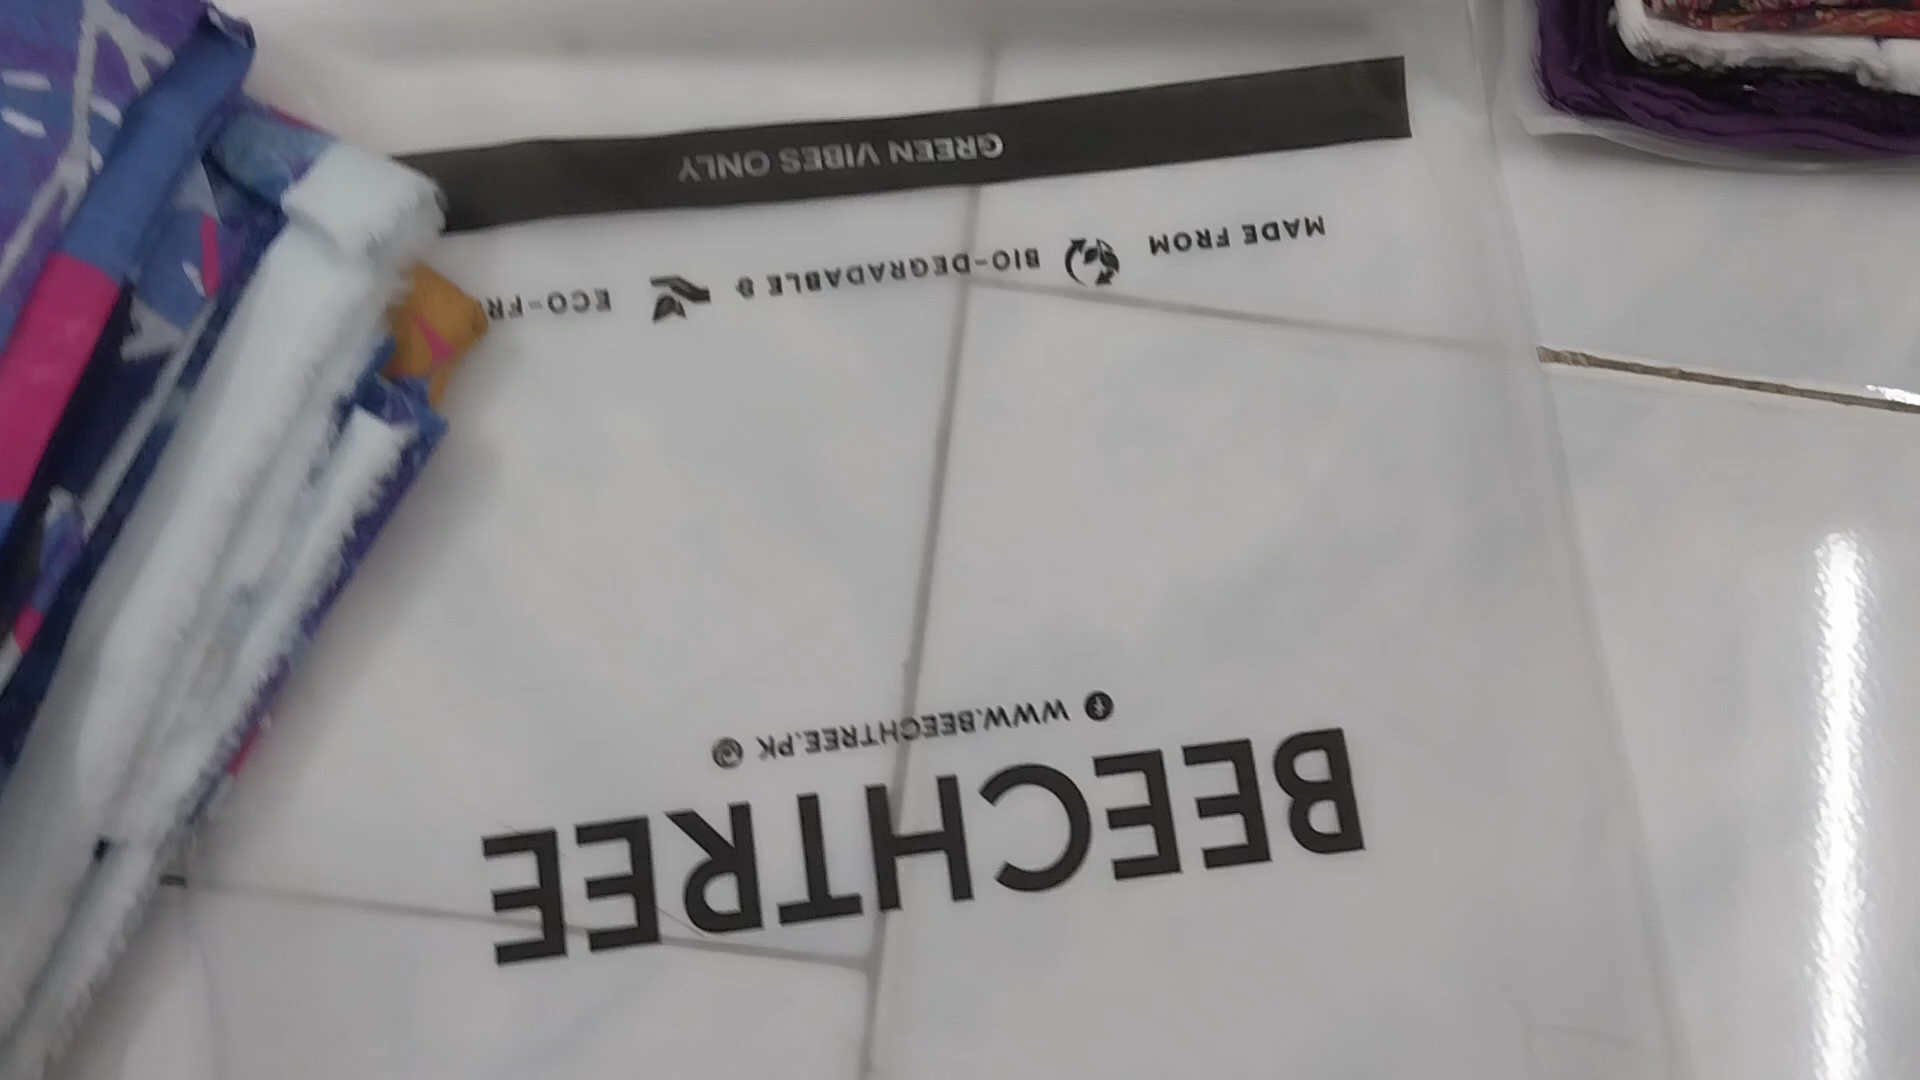 BEECHTREE
WWW.BEECHTREE.PK
MADE FROM BIO-DEGRADABLE & ECO-FR
GREEN VIBES ONLY